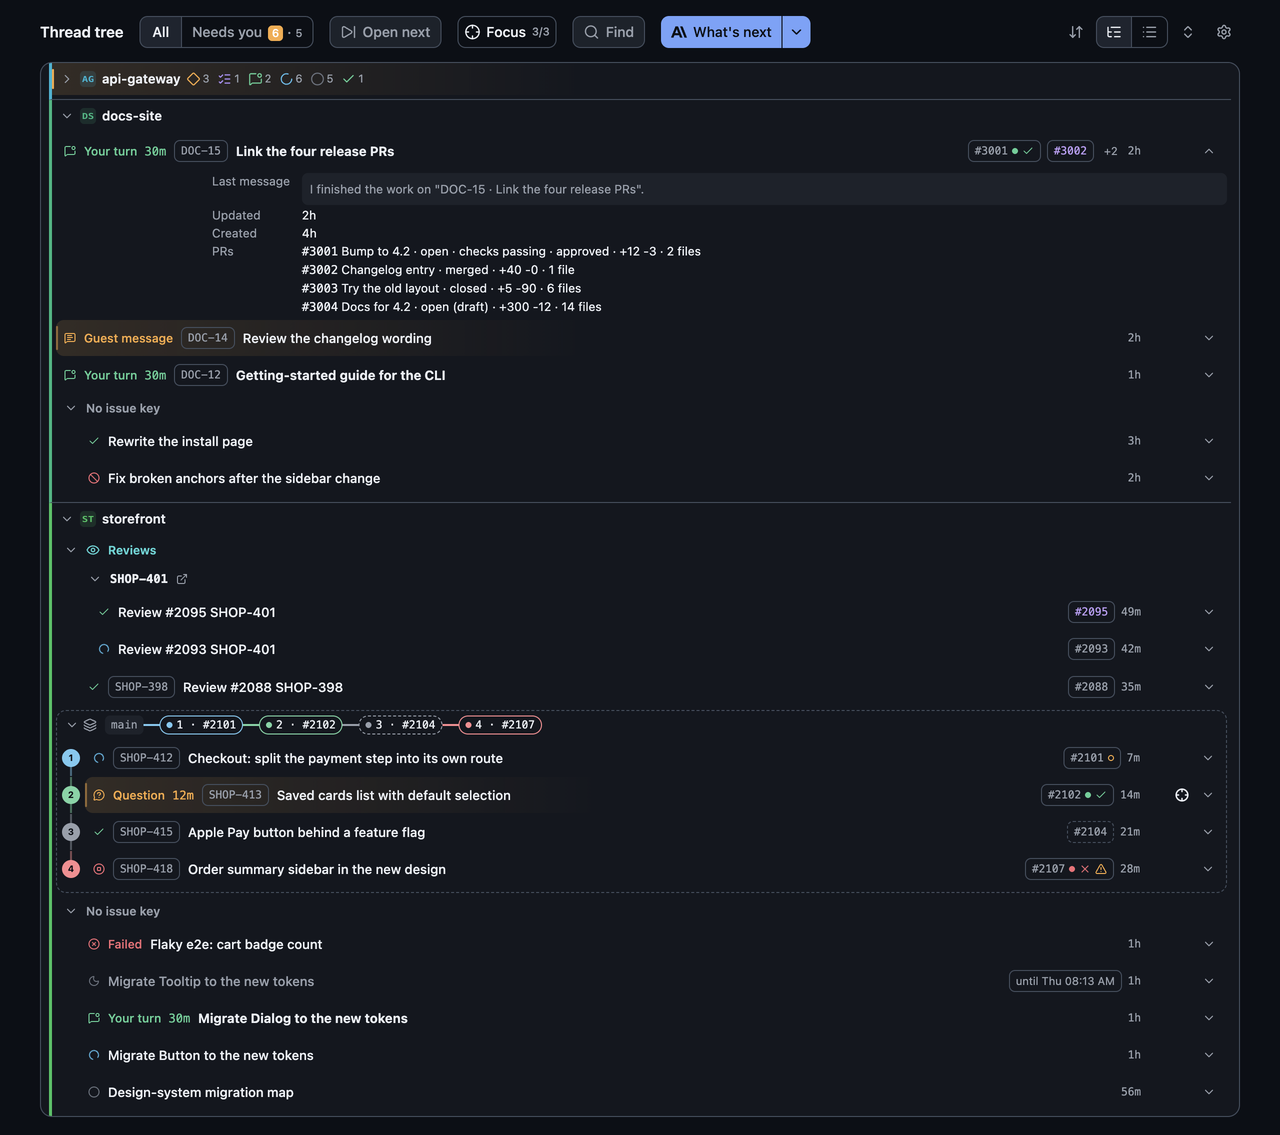 Thread tree All Needs you 6 · 5 Open next Focus 3/3 Find What's next
AG api-gateway 3 1 2 6 5 1
DS docs-site
Your turn 30m DOC-15 Link the four release PRs #3001 #3002 +2 2h
Last message I finished the work on "DOC-15 · Link the four release PRs".
Updated 2h
Created 4h
PRs #3001 Bump to 4.2 · open · checks passing · approved · +12 -3 · 2 files
#3002 Changelog entry · merged · +40 -0 · 1 file
#3003 Try the old layout · closed · +5 -90 · 6 files
#3004 Docs for 4.2 · open (draft) · +300 -12 · 14 files
Guest message DOC-14 Review the changelog wording 2h
Your turn 30m DOC-12 Getting-started guide for the CLI 1h
No issue key
Rewrite the install page 3h
Fix broken anchors after the sidebar change 2h
ST storefront
Reviews
SHOP-401
Review #2095 SHOP-401 #2095 49m
Review #2093 SHOP-401 #2093 42m
SHOP-398 Review #2088 SHOP-398 #2088 35m
main 1 · #2101 2 · #2102 3 · #2104 4 · #2107
1 SHOP-412 Checkout: split the payment step into its own route #2101 7m
2 Question 12m SHOP-413 Saved cards list with default selection #2102 14m
3 SHOP-415 Apple Pay button behind a feature flag #2104 21m
4 SHOP-418 Order summary sidebar in the new design #2107 28m
No issue key
Failed Flaky e2e: cart badge count 1h
Migrate Tooltip to the new tokens until Thu 08:13 AM 1h
Your turn 30m Migrate Dialog to the new tokens 1h
Migrate Button to the new tokens 1h
Design-system migration map 56m